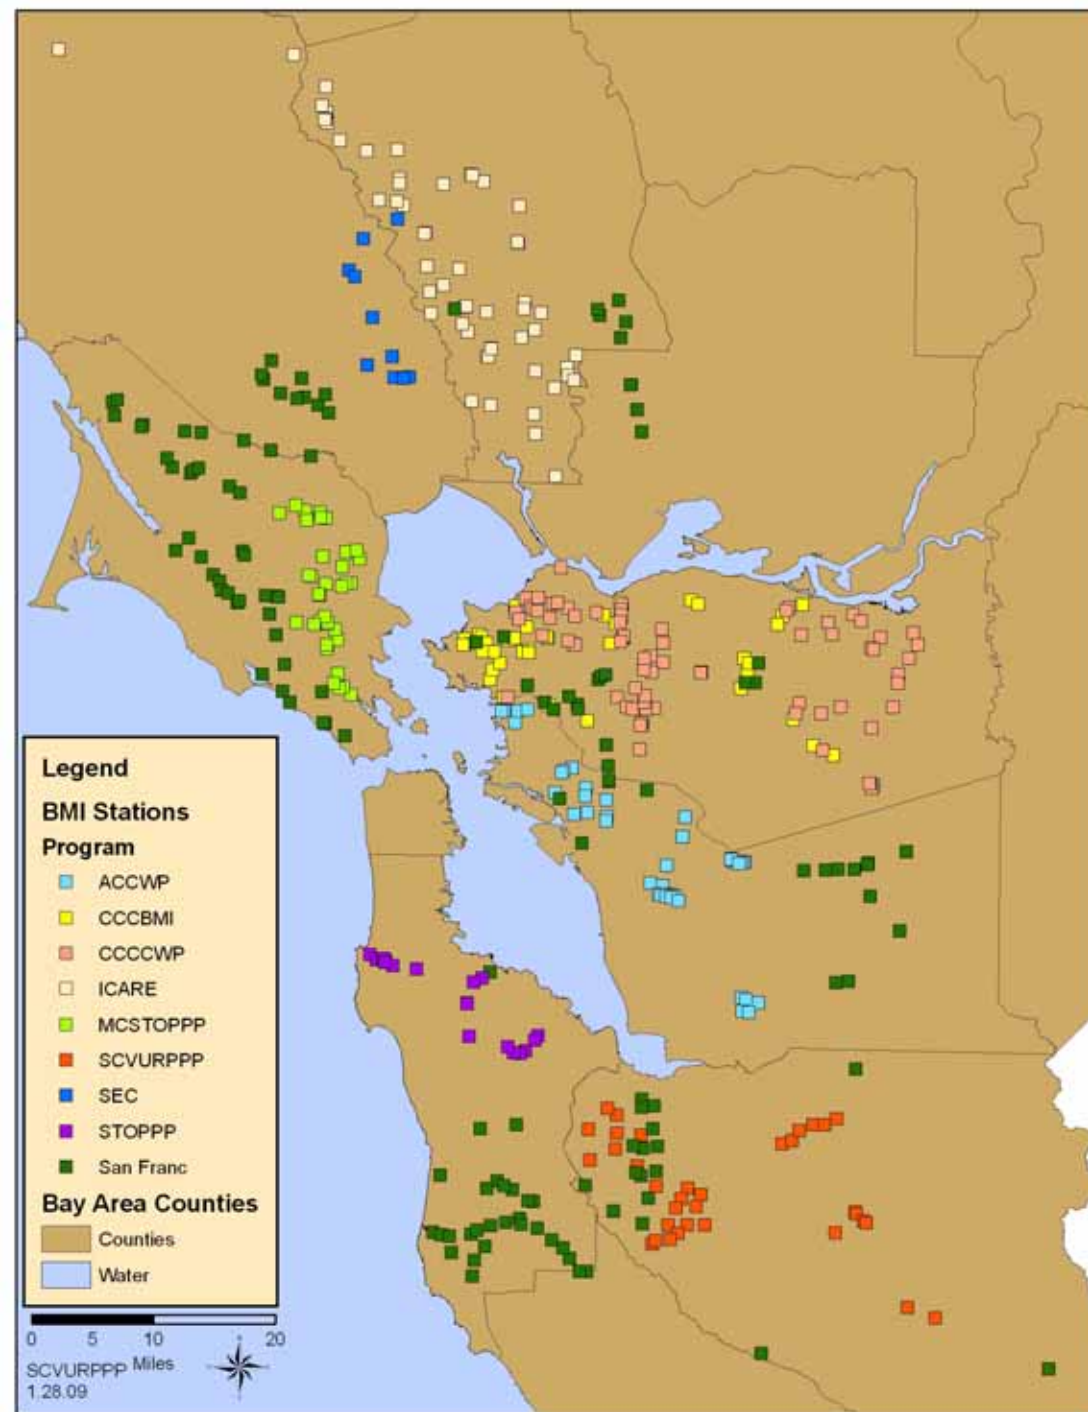 Legend
BMI Stations
Program
ACCWP
CCCBMI
CCCCWP
ICARE
MCSTOPPP
SCVURPPP
SEC
STOPPP
San Franc
Bay Area Counties
Counties
Water
0 5 10 20
Miles
SCVURPPP
1.28.09